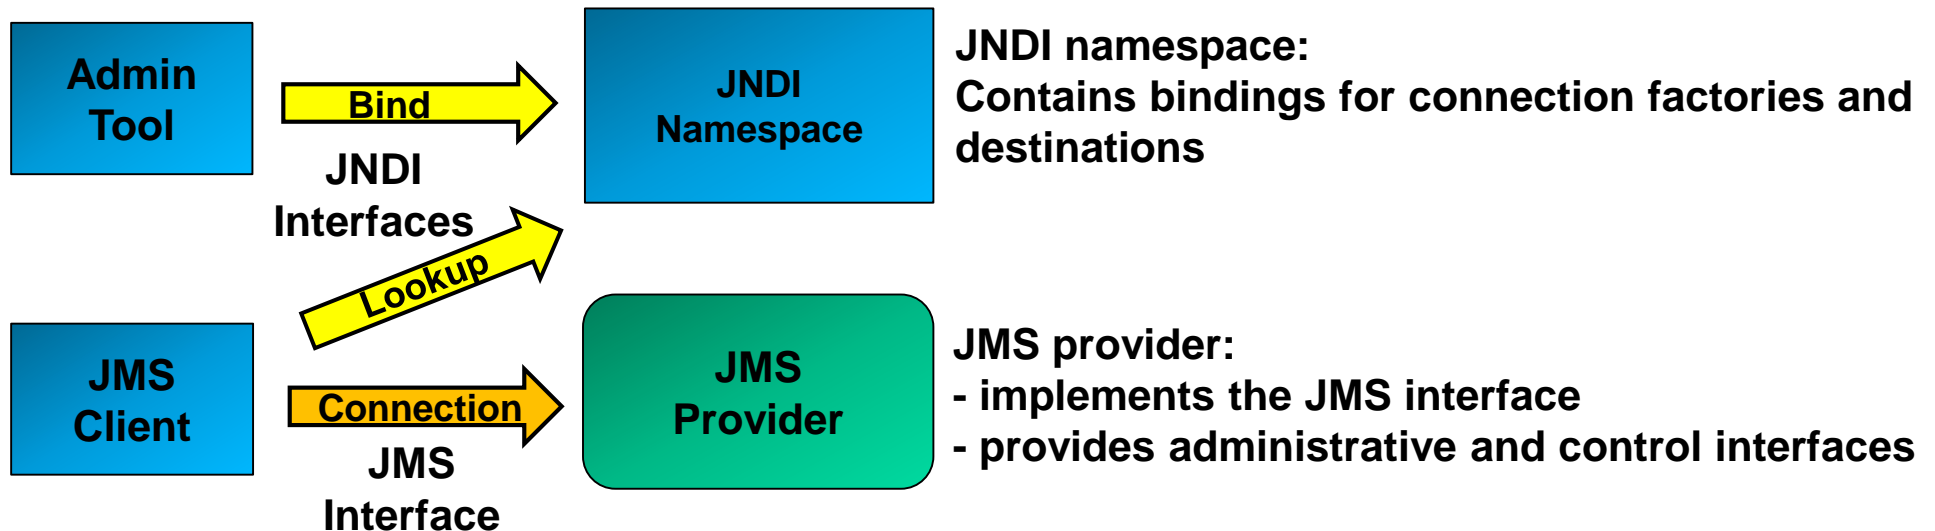 Admin
Tool
Bind
JNDI
Interfaces
JNDI
Namespace
JNDI namespace:
Contains bindings for connection factories and
destinations
Lookup
JMS
Client
Connection
JMS
Interface
JMS
Provider
JMS provider:
- implements the JMS interface
- provides administrative and control interfaces